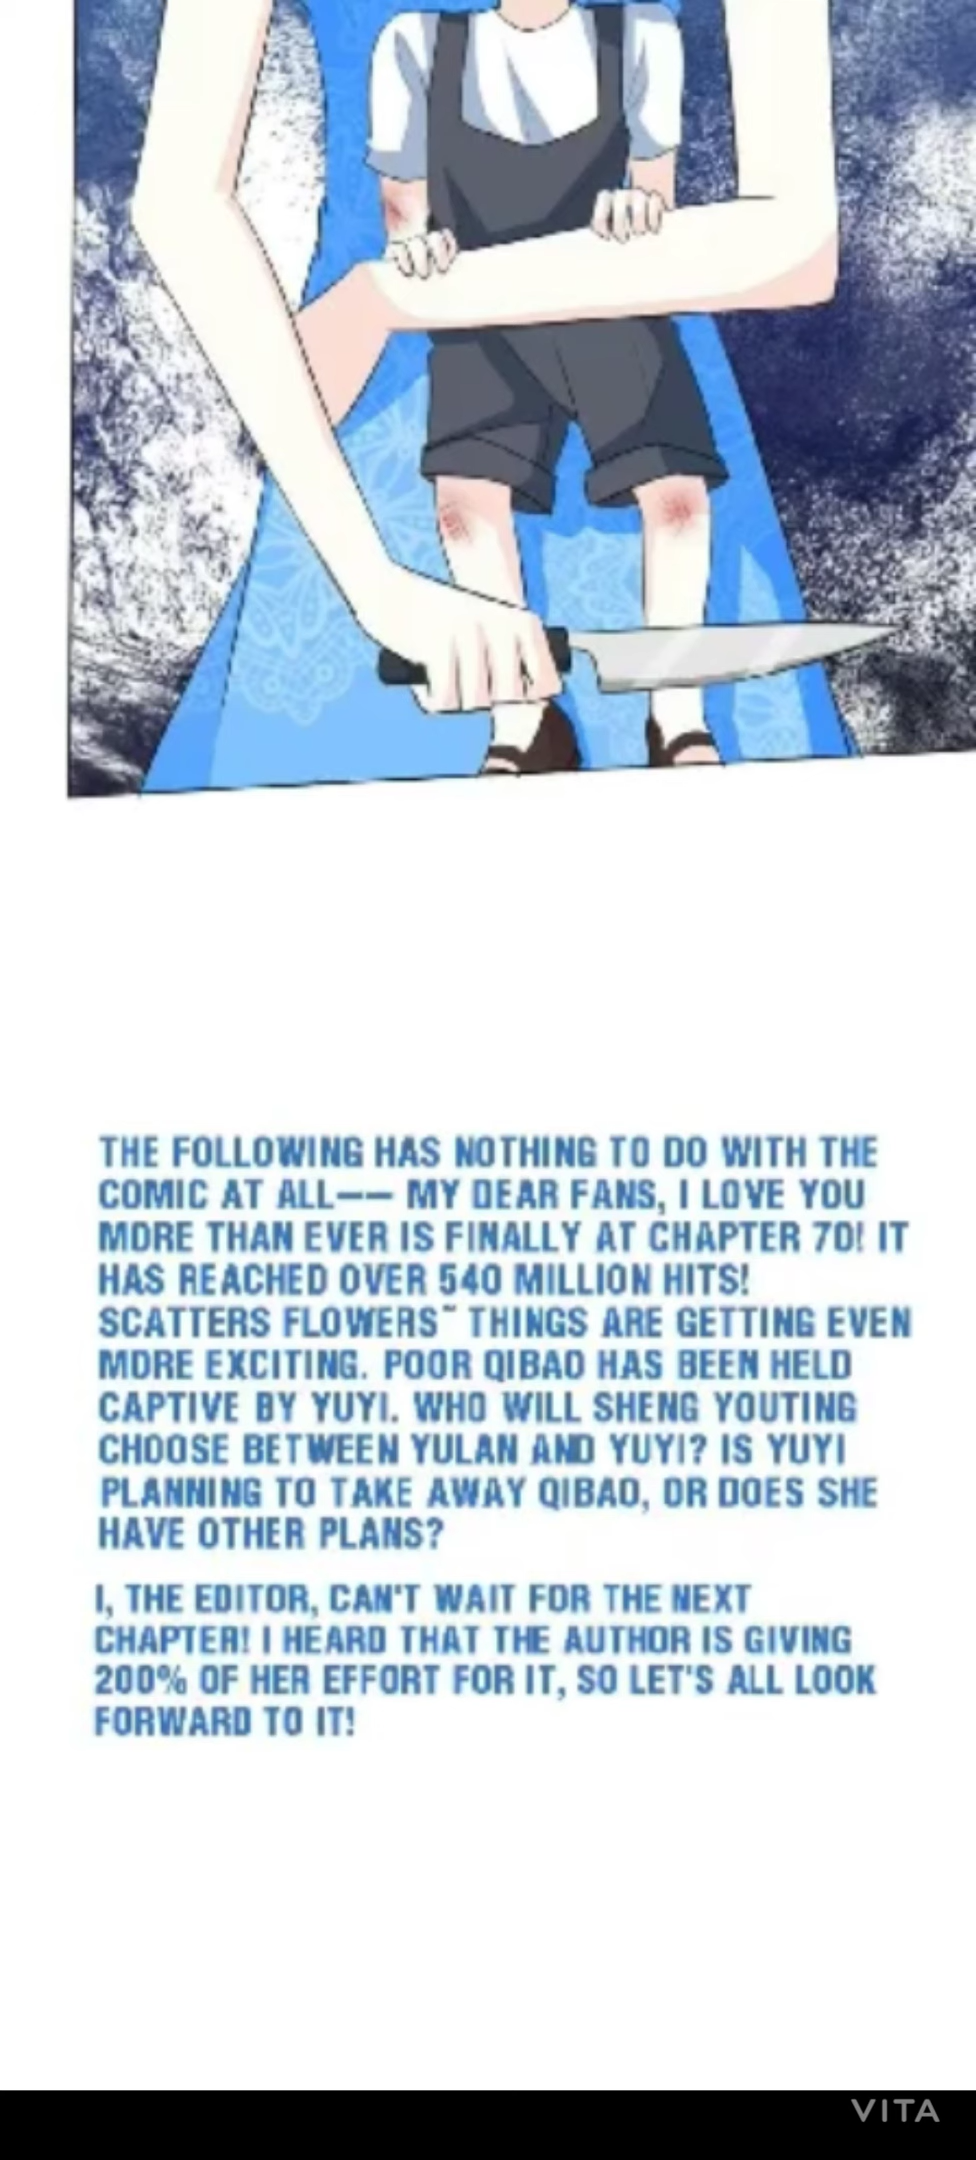 THE FOLLOWING HAS NOTHING TO DO WITH THE
COMIC AT ALL—— MY DEAR FANS, I LOVE YOU
MORE THAN EVER IS FINALLY AT CHAPTER 70! IT
HAS REACHED OVER 540 MILLION HITS!
SCATTERS FLOWERS~ THINGS ARE GETTING EVEN
MORE EXCITING. POOR QIBAO HAS BEEN HELD
CAPTIVE BY YUYI. WHO WILL SHENG YOUTING
CHOOSE BETWEEN YULAN AND YUYI? IS YUYI
PLANNING TO TAKE AWAY QIBAO, OR DOES SHE
HAVE OTHER PLANS?
I, THE EDITOR, CAN'T WAIT FOR THE NEXT
CHAPTER! I HEARD THAT THE AUTHOR IS GIVING
200% OF HER EFFORT FOR IT, SO LET'S ALL LOOK
FORWARD TO IT!
VITA